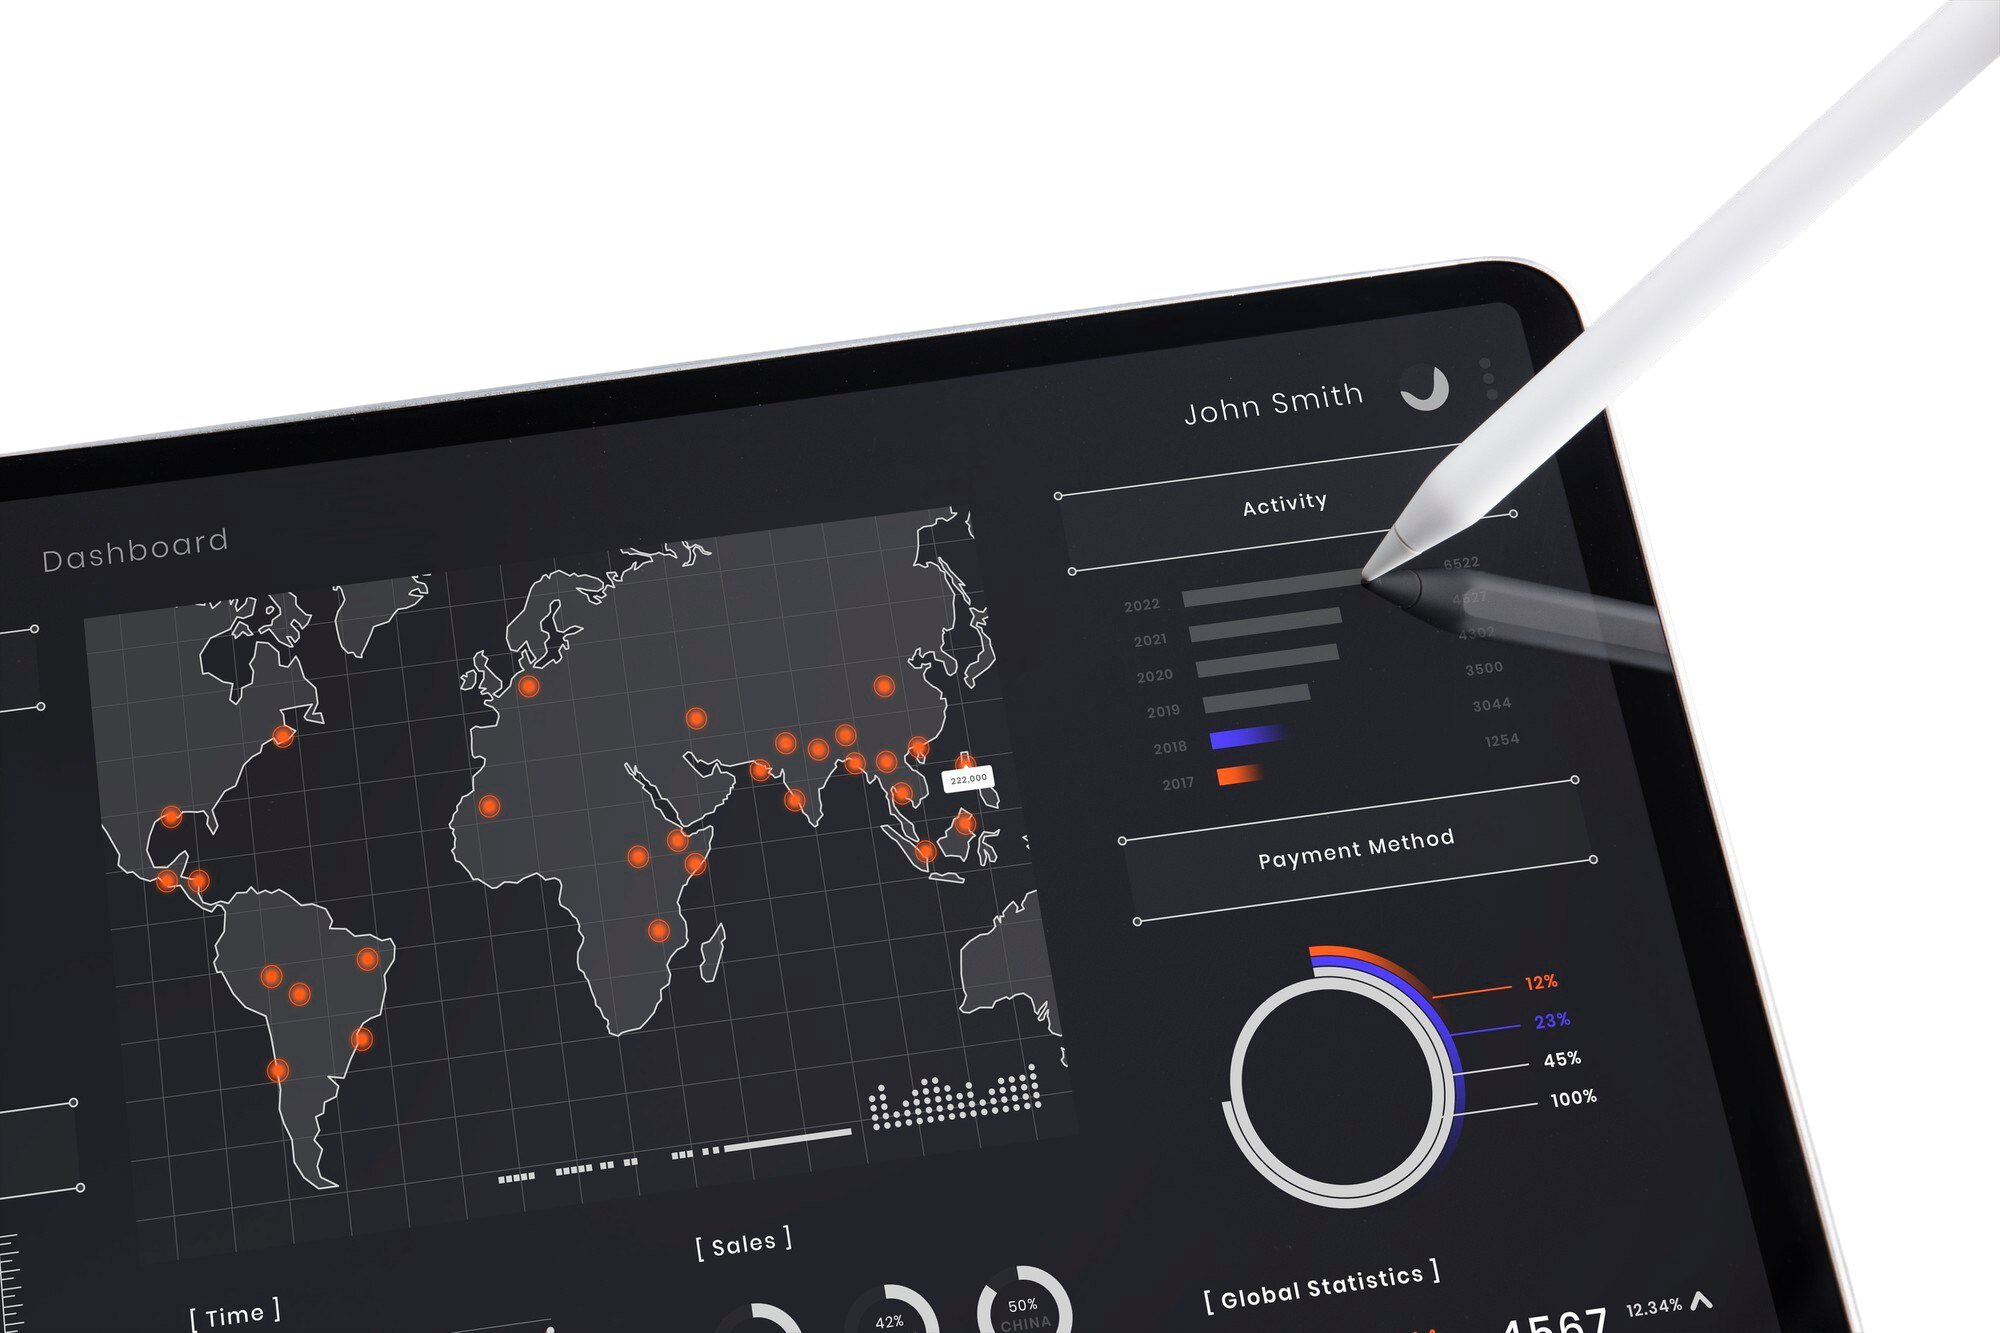 John Smith
Dashboard
Activity
2022 6522
2021 4627
2020 4302
2019 3500
2018 3044
2017 1254
222,000
Payment Method
12%
23%
45%
100%
[ Sales ]
[ Time ]
[ Global Statistics ]
42%
50%
CHINA
4567
12.34%